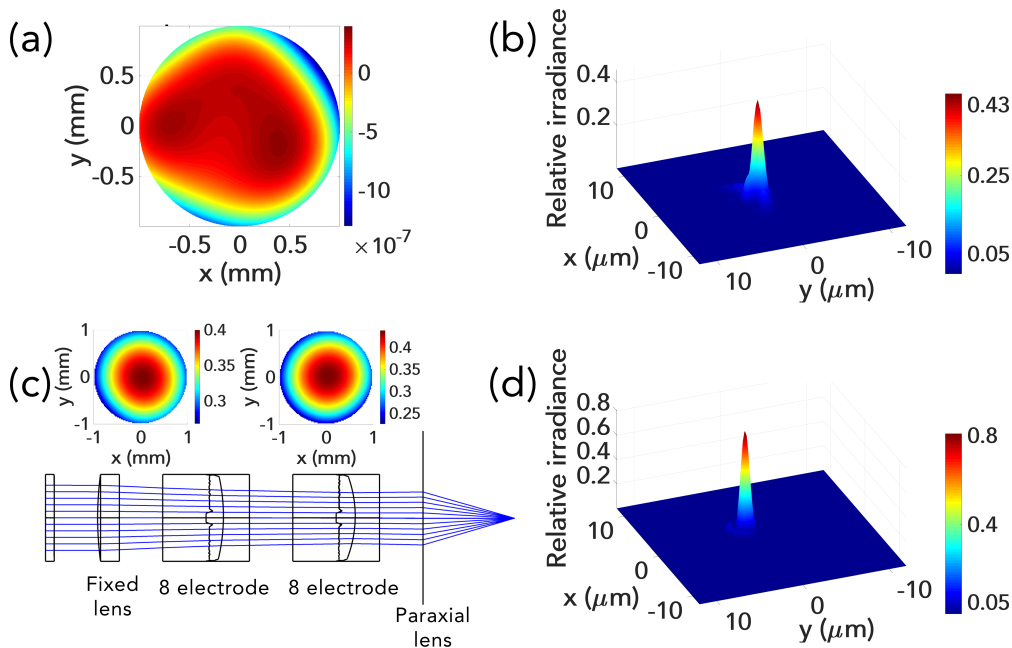 (a)
y (mm)
0.5
0
-0.5
-0.5
0
0.5
x (mm)
0
-5
-10
×10⁻⁷
(b)
Relative irradiance
0.4
0.2
10
0
-10
x (μm)
10
0
-10
y (μm)
0.43
0.25
0.05
(c)
y (mm)
1
0
-1
-1
0
1
x (mm)
0.4
0.35
0.3
y (mm)
1
0
-1
-1
0
1
x (mm)
0.4
0.35
0.3
0.25
Fixed
lens
8 electrode
8 electrode
Paraxial
lens
(d)
Relative irradiance
0.8
0.6
0.4
0.2
10
0
-10
x (μm)
10
0
-10
y (μm)
0.8
0.4
0.05